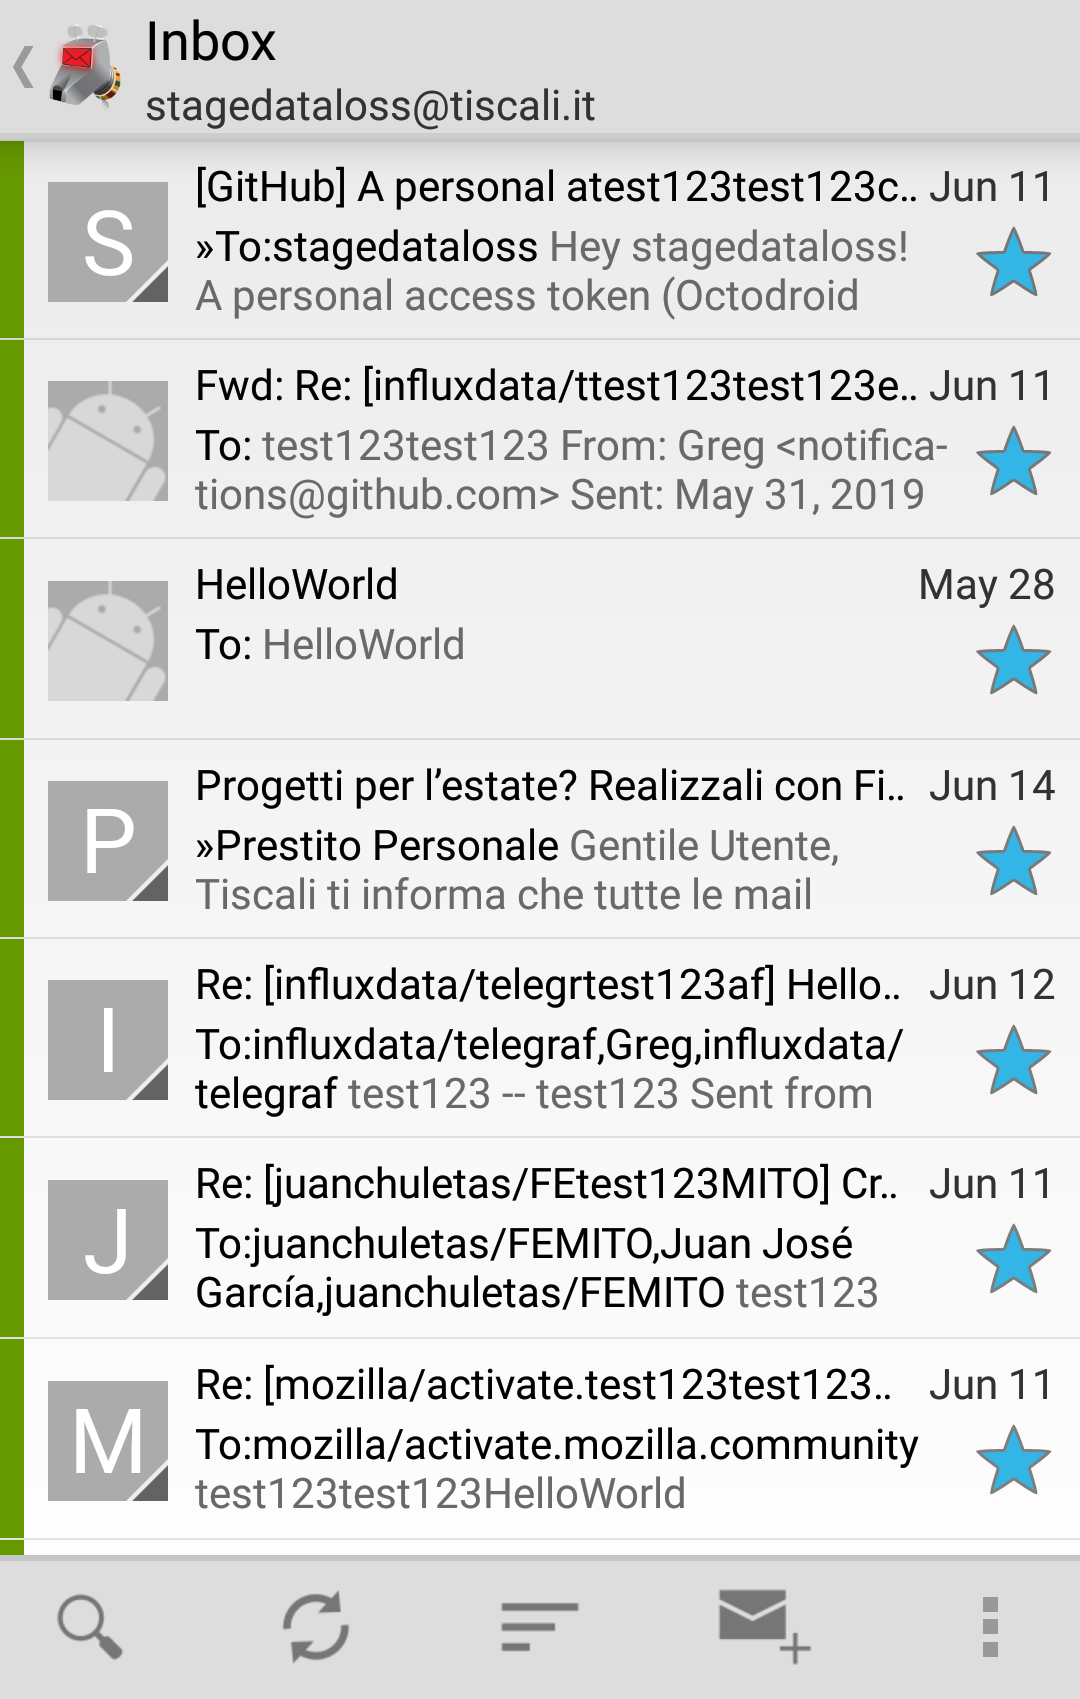 Inbox
stagedataloss@tiscali.it
[GitHub] A personal atest123test123c.. Jun 11
S
»To:stagedataloss Hey stagedataloss!
A personal access token (Octodroid
Fwd: Re: [influxdata/ttest123test123e.. Jun 11
To: test123test123 From: Greg <notifica-
tions@github.com> Sent: May 31, 2019
HelloWorld May 28
To: HelloWorld
Progetti per l’estate? Realizzali con Fi.. Jun 14
P
»Prestito Personale Gentile Utente,
Tiscali ti informa che tutte le mail
Re: [influxdata/telegrtest123af] Hello.. Jun 12
I
To:influxdata/telegraf,Greg,influxdata/
telegraf test123 -- test123 Sent from
Re: [juanchuletas/FEtest123MITO] Cr.. Jun 11
J
To:juanchuletas/FEMITO,Juan José
García,juanchuletas/FEMITO test123
Re: [mozilla/activate.test123test123.. Jun 11
M
To:mozilla/activate.mozilla.community
test123test123HelloWorld